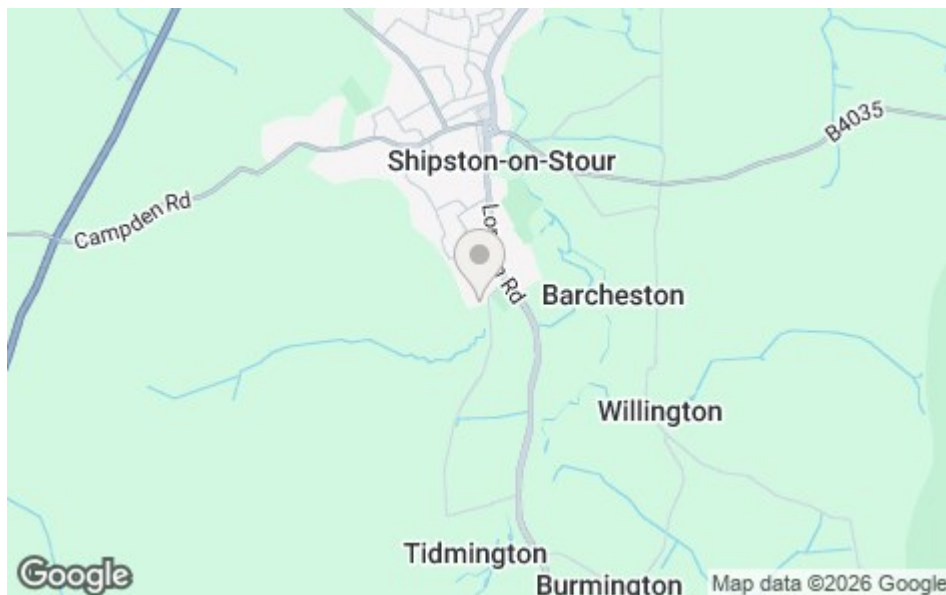 B4035
Shipston-on-Stour
Campden Rd
Barcheston
Willington
Tidmington
Burmington
Google
Map data ©2026 Google